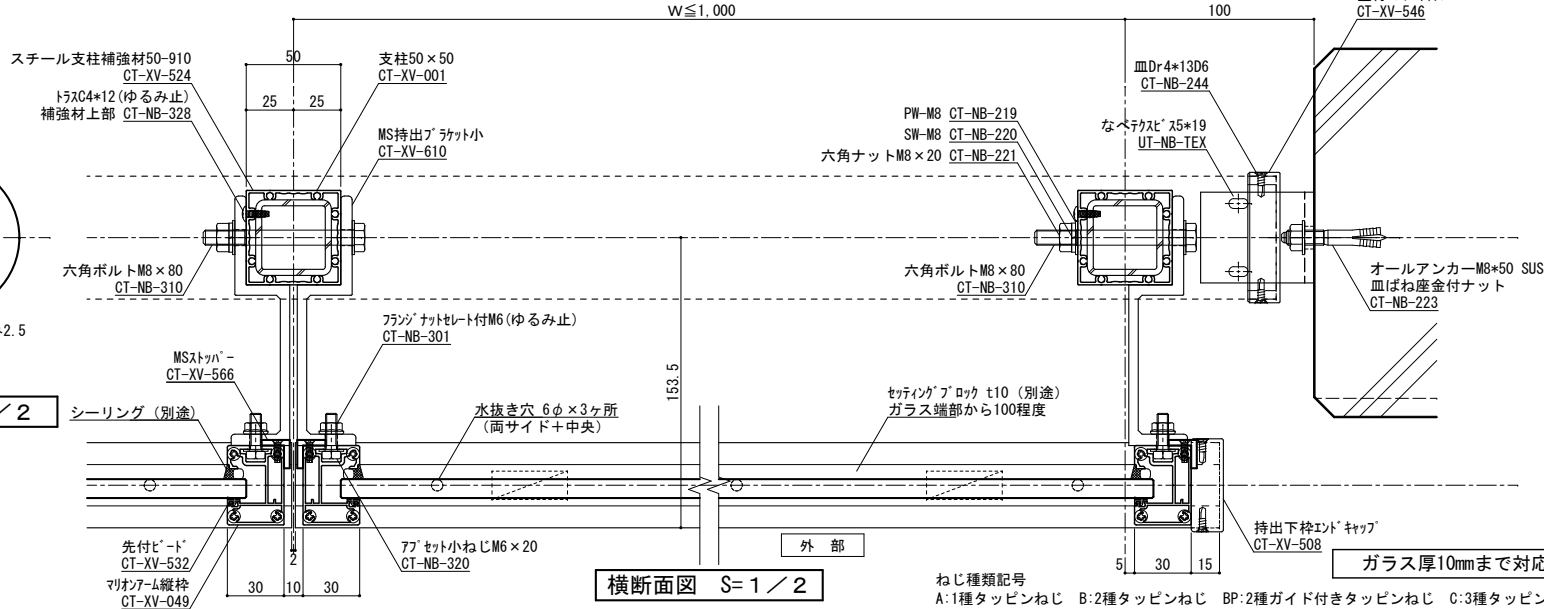 W≦1,000
100
CT-XV-546
スチール支柱補強材50-910
CT-XV-524
50
支柱50×50
CT-XV-001
トラスC4*12(ゆるみ止)
補強材上部 CT-NB-328
25
25
MS持出ブラケット小
CT-XV-610
皿Dr4*13D6
CT-NB-244
PW-M8 CT-NB-219
SW-M8 CT-NB-220
六角ナットM8×20 CT-NB-221
なべテクスビス5*19
UT-NB-TEX
六角ボルトM8×80
CT-NB-310
六角ボルトM8×80
CT-NB-310
オールアンカーM8*50 SUS
皿ばね座金付ナット
CT-NB-223
2.5
フランジナットセレート付M6(ゆるみ止)
CT-NB-301
MSストッパー
CT-XV-566
153.5
／2
シーリング (別途)
水抜き穴 6φ×3ヶ所
(両サイド＋中央)
セッティングブロック t10 (別途)
ガラス端部から100程度
先付ビード
CT-XV-532
マリオンアーム縦枠
CT-XV-049
2
30
10
30
アプセット小ねじM6×20
CT-NB-320
外 部
持出下枠エンドキャップ
CT-XV-508
5
30
15
ガラス厚10mmまで対応
横断面図 S=1／2
ねじ種類記号
A:1種タッピンねじ B:2種タッピンねじ BP:2種ガイド付きタッピンねじ C:3種タッピン